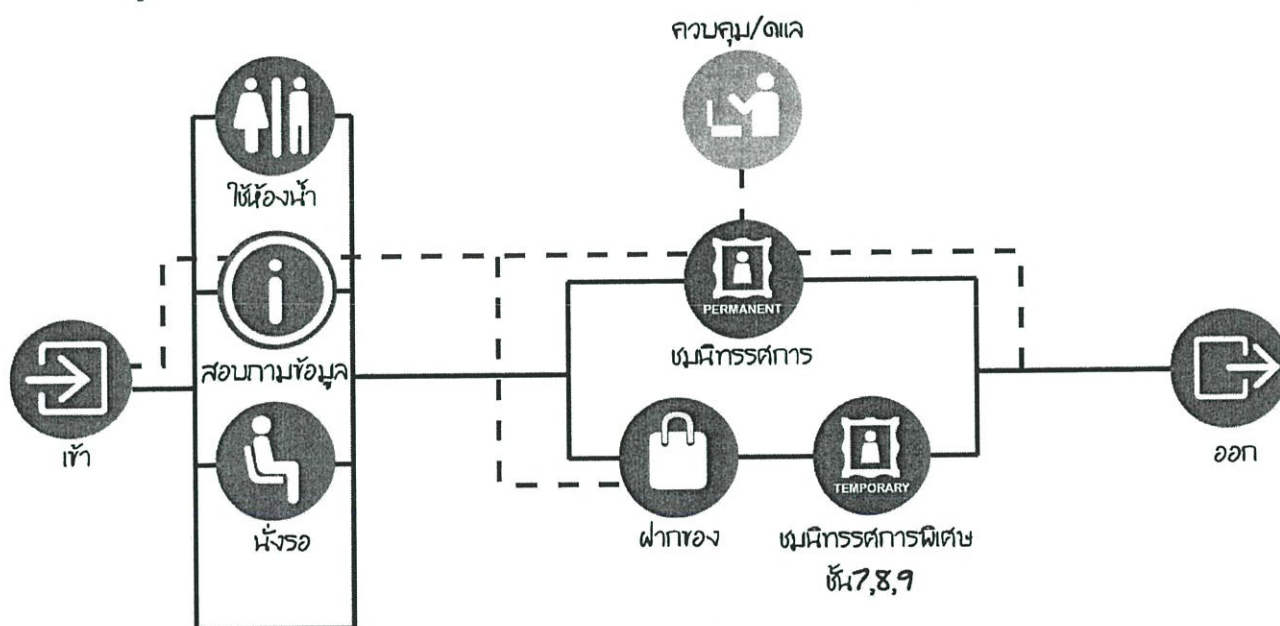 ควบคุม/ดูแล
ใช้ห้องน้ำ
PERMANENT
สอบถามข้อมูล
ชมนิทรรศการ
เข้า
TEMPORARY
ออก
นั่งรอ
ฝากของ
ชมนิทรรศการพิเศษ
ชั้น7,8,9